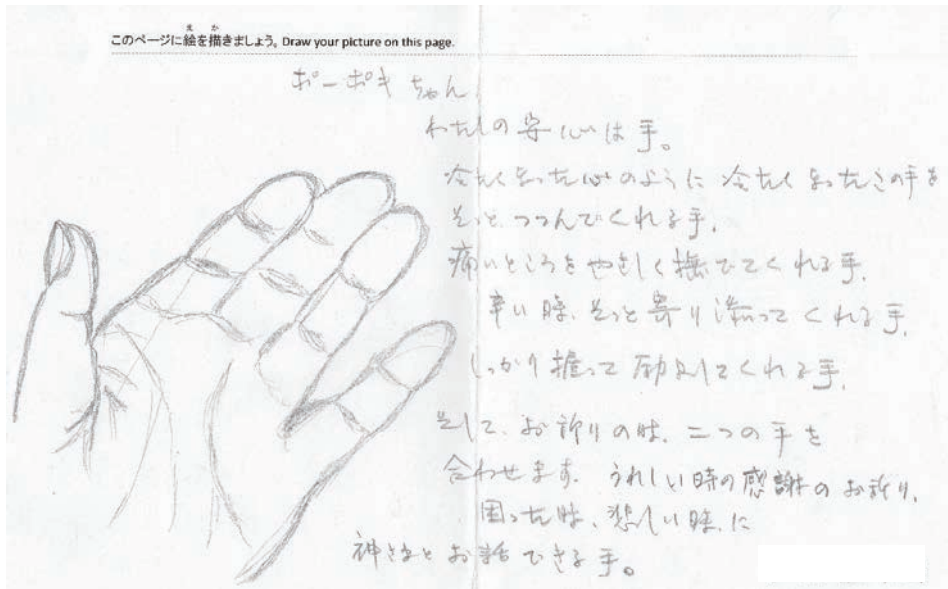 このページに絵を描きましょう。Draw your picture on this page.
ポーポキちゃん
わたしの安心は手。
冷たくなった心のように冷たくなったこの手を
そっとつつんでくれる手、
痛いところをやさしく撫でてくれる手、
辛い時、そっと寄り添ってくれる手、
しっかり握って励ましてくれる手、
そして、お祈りの時、二つの手を
合わせます。うれしい時の感謝のお祈り、
困った時、悲しい時、に
神さまとお話できる手。